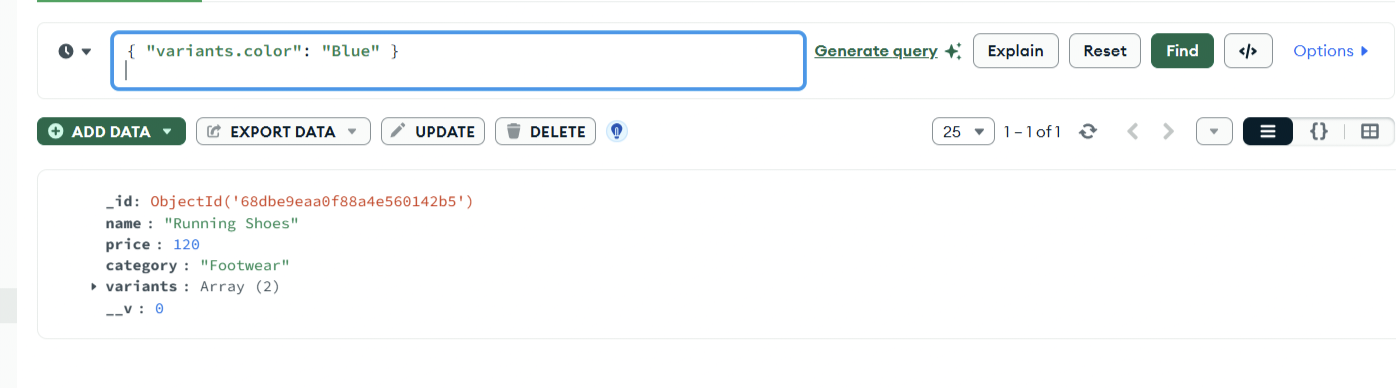 { "variants.color": "Blue" }
Generate query Explain Reset Find </> Options
ADD DATA EXPORT DATA UPDATE DELETE 25 1 – 1 of 1 {}
_id: ObjectId('68dbe9eaa0f88a4e560142b5')
name : "Running Shoes"
price : 120
category : "Footwear"
variants : Array (2)
__v : 0